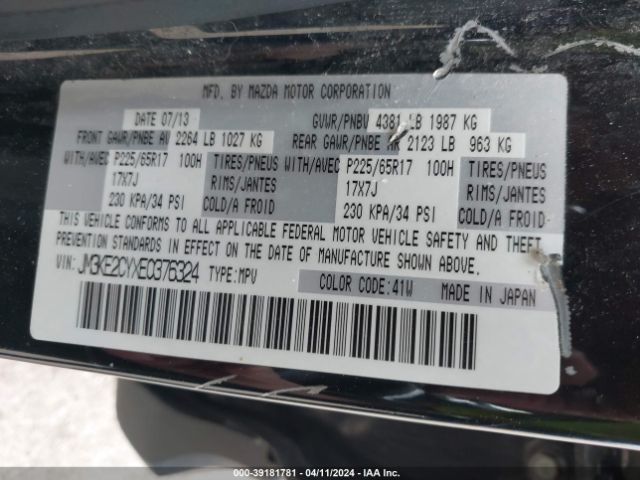 MFD. BY MAZDA MOTOR CORPORATION
DATE 07/13 GVWR/PNBV 4381 LB 1987 KG
FRONT GAWR/PNBE AV 2264 LB 1027 KG REAR GAWR/PNBE AR 2123 LB 963 KG
WITH/AVEC P225/65R17 100H TIRES/PNEUS WITH/AVEC P225/65R17 100H TIRES/PNEUS
17X7J RIMS/JANTES 17X7J RIMS/JANTES
230 KPA/34 PSI COLD/A FROID 230 KPA/34 PSI COLD/A FROID
THIS VEHICLE CONFORMS TO ALL APPLICABLE FEDERAL MOTOR VEHICLE SAFETY AND THEFT
PREVENTION STANDARDS IN EFFECT ON THE DATE OF MANUFACTURE SHOWN ABOVE.
VIN: JM3KE2CYXE0376324 TYPE:MPV
COLOR CODE:41W MADE IN JAPAN
000-39181781 - 04/11/2024 - IAA Inc.